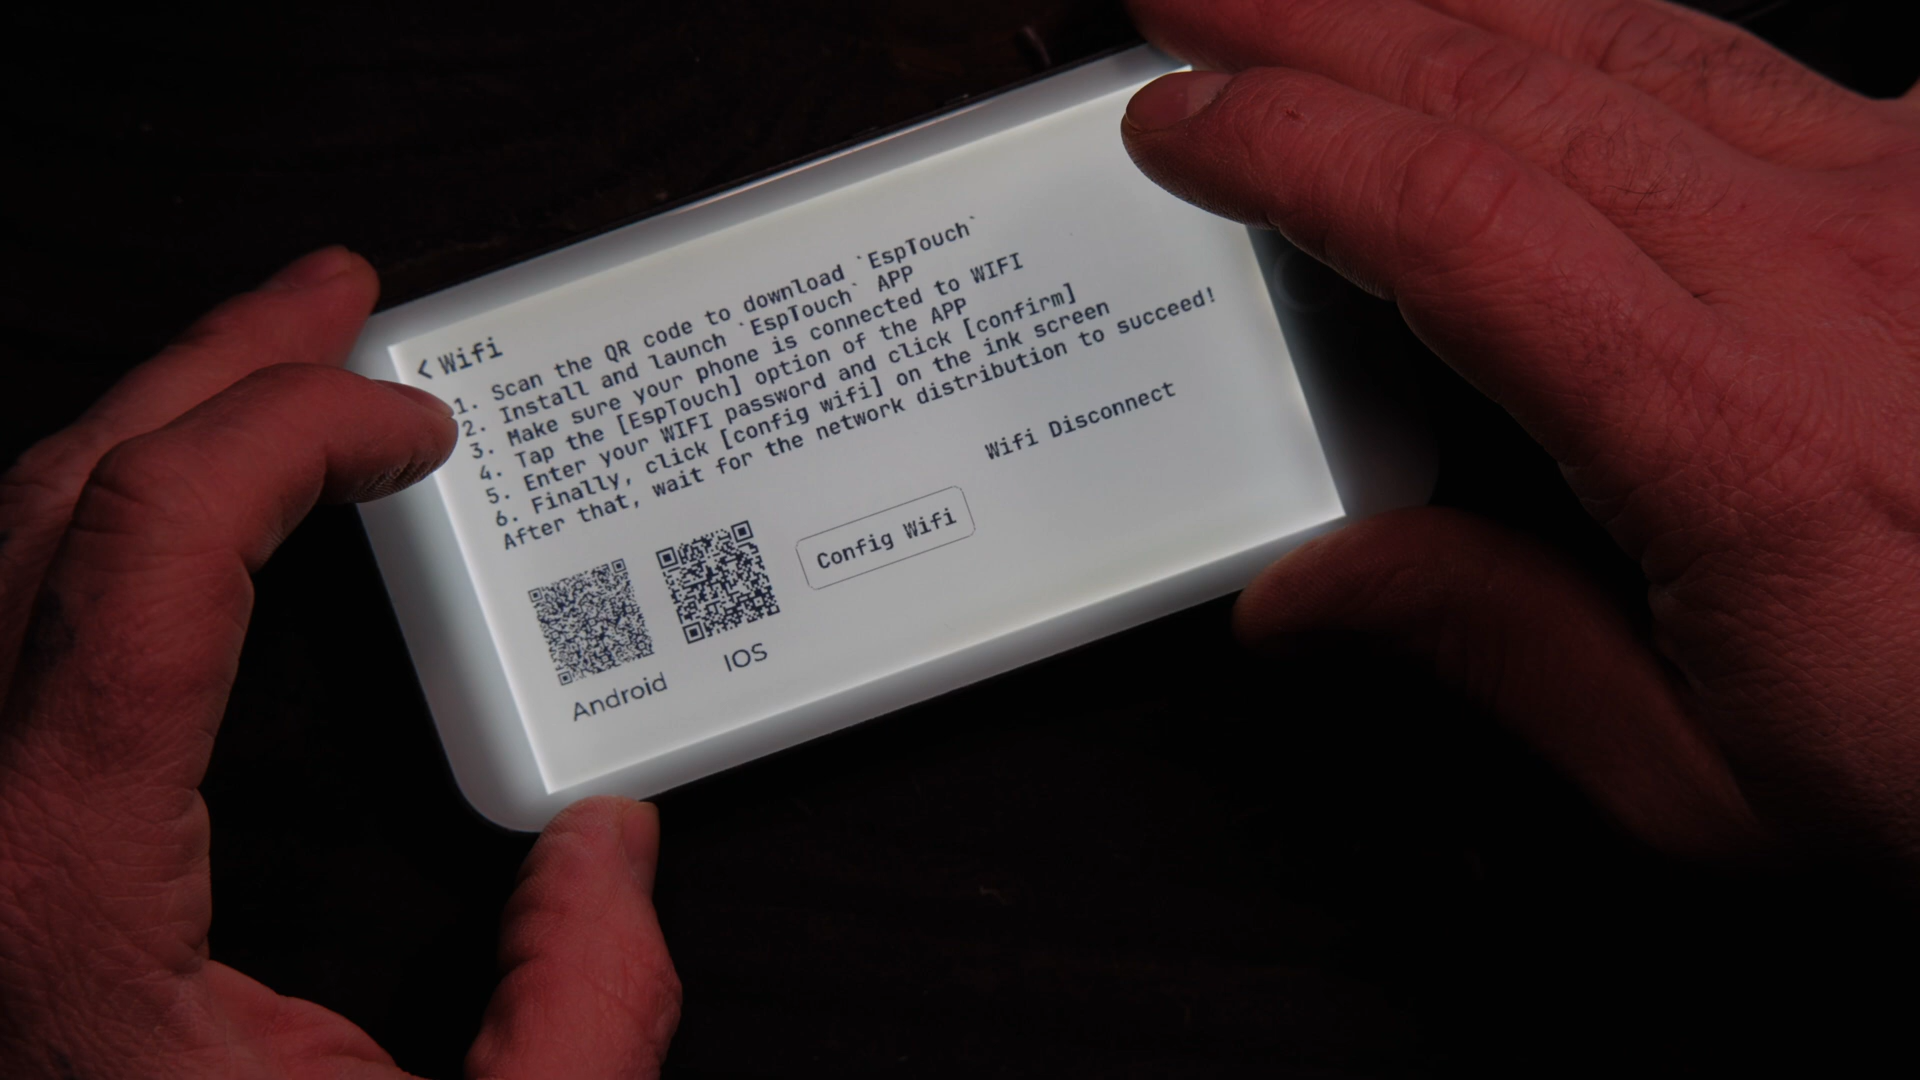 < Wifi
1. Scan the QR code to download `EspTouch`
2. Install and launch `EspTouch` APP
3. Make sure your phone is connected to WIFI
4. Tap the [EspTouch] option of the APP
5. Enter your WIFI password and click [confirm]
6. Finally, click [config wifi] on the ink screen
After that, wait for the network distribution to succeed!
Wifi Disconnect
Config Wifi
Android
IOS